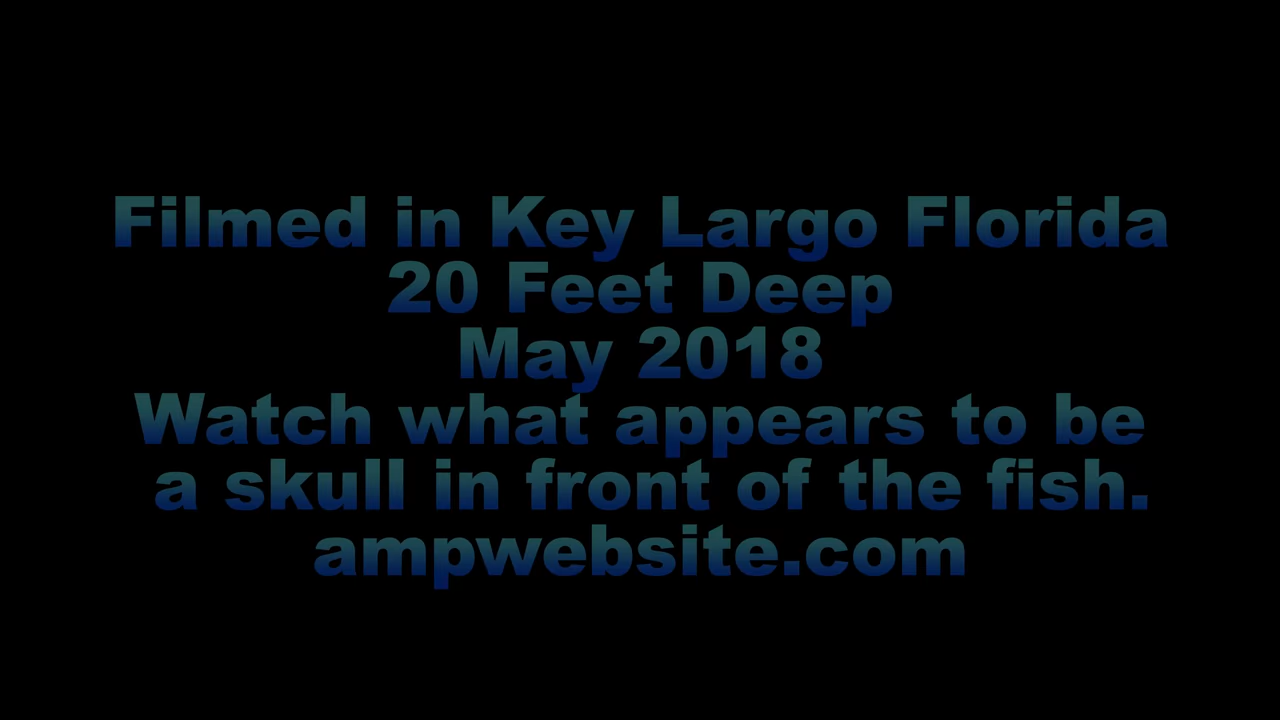 Filmed in Key Largo Florida
20 Feet Deep
May 2018
Watch what appears to be
a skull in front of the fish.
ampwebsite.com